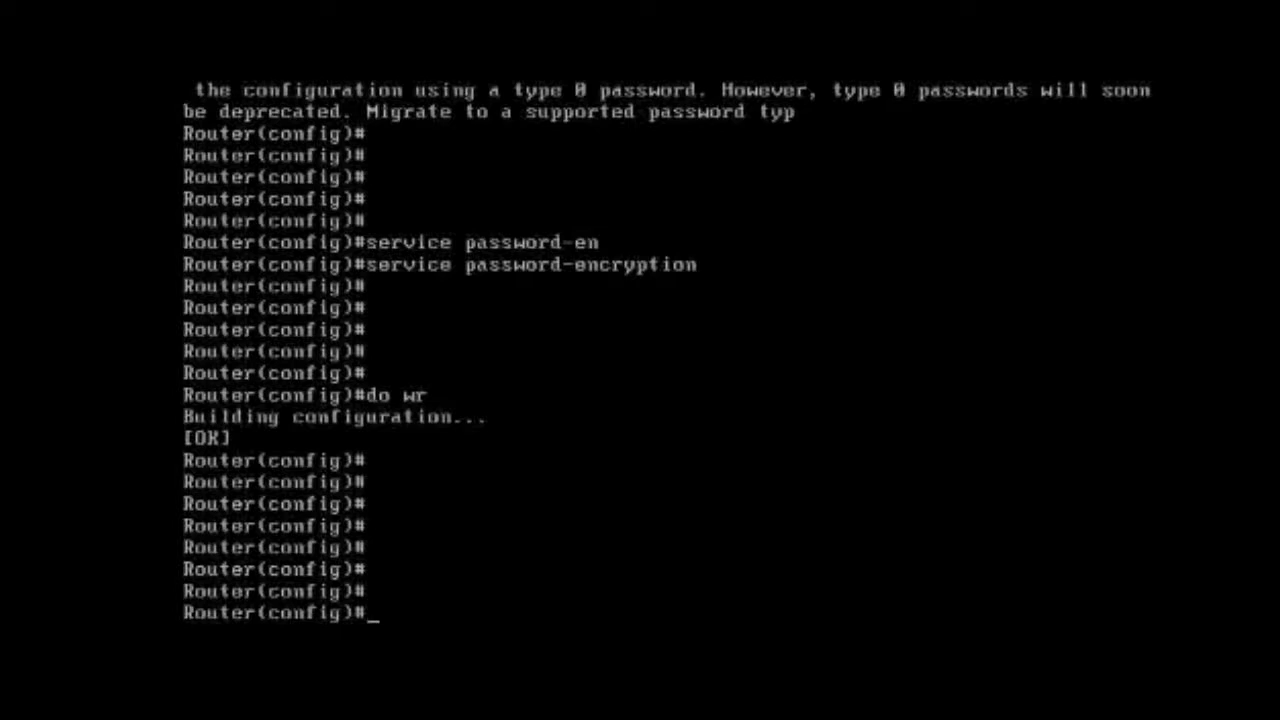 the configuration using a type 0 password. However, type 0 passwords will soon
be deprecated. Migrate to a supported password typ
Router(config)#
Router(config)#
Router(config)#
Router(config)#
Router(config)#
Router(config)#service password-en
Router(config)#service password-encryption
Router(config)#
Router(config)#
Router(config)#
Router(config)#
Router(config)#
Router(config)#do wr
Building configuration...
[OK]
Router(config)#
Router(config)#
Router(config)#
Router(config)#
Router(config)#
Router(config)#
Router(config)#
Router(config)#_